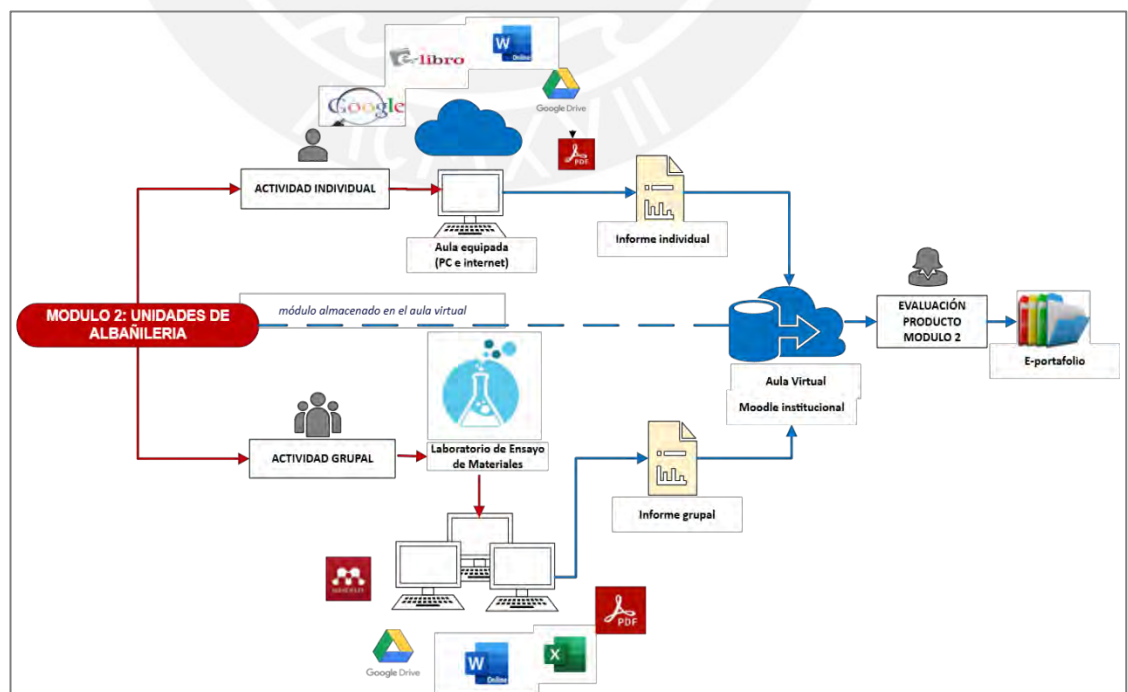 e-libro
W
Online
Google
Google Drive
PDF
ACTIVIDAD INDIVIDUAL
Aula equipada
(PC e internet)
Informe individual
MODULO 2: UNIDADES DE
ALBAÑILERIA
módulo almacenado en el aula virtual
EVALUACIÓN
PRODUCTO
MODULO 2
E-portafolio
Aula Virtual
Moodle institucional
ACTIVIDAD GRUPAL
Laboratorio de Ensayo
de Materiales
Informe grupal
PDF
Google Drive
W
Online
X